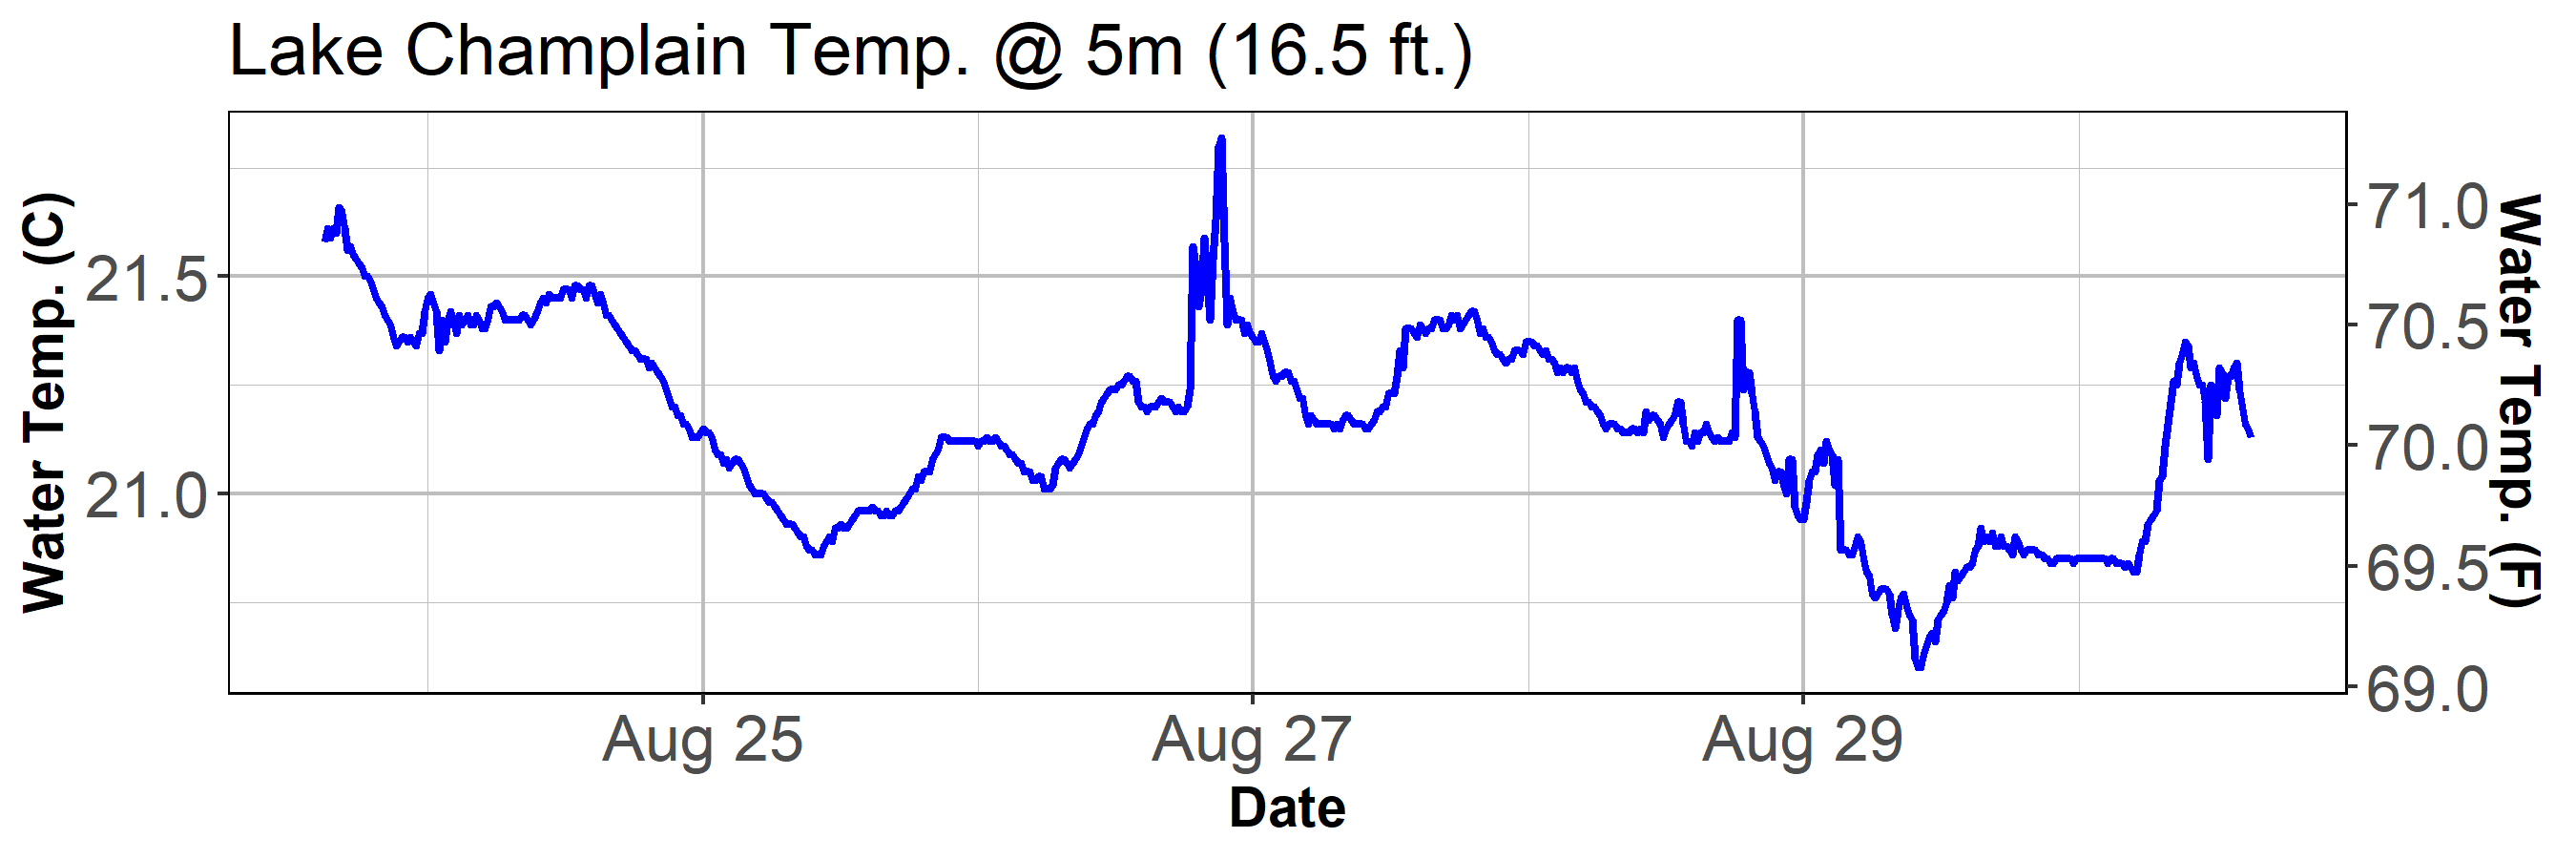 Lake Champlain Temp. @ 5m (16.5 ft.)
Water Temp. (C)
21.5
21.0
71.0
70.5
70.0
69.5
69.0
Water Temp. (F)
Aug 25
Aug 27
Aug 29
Date